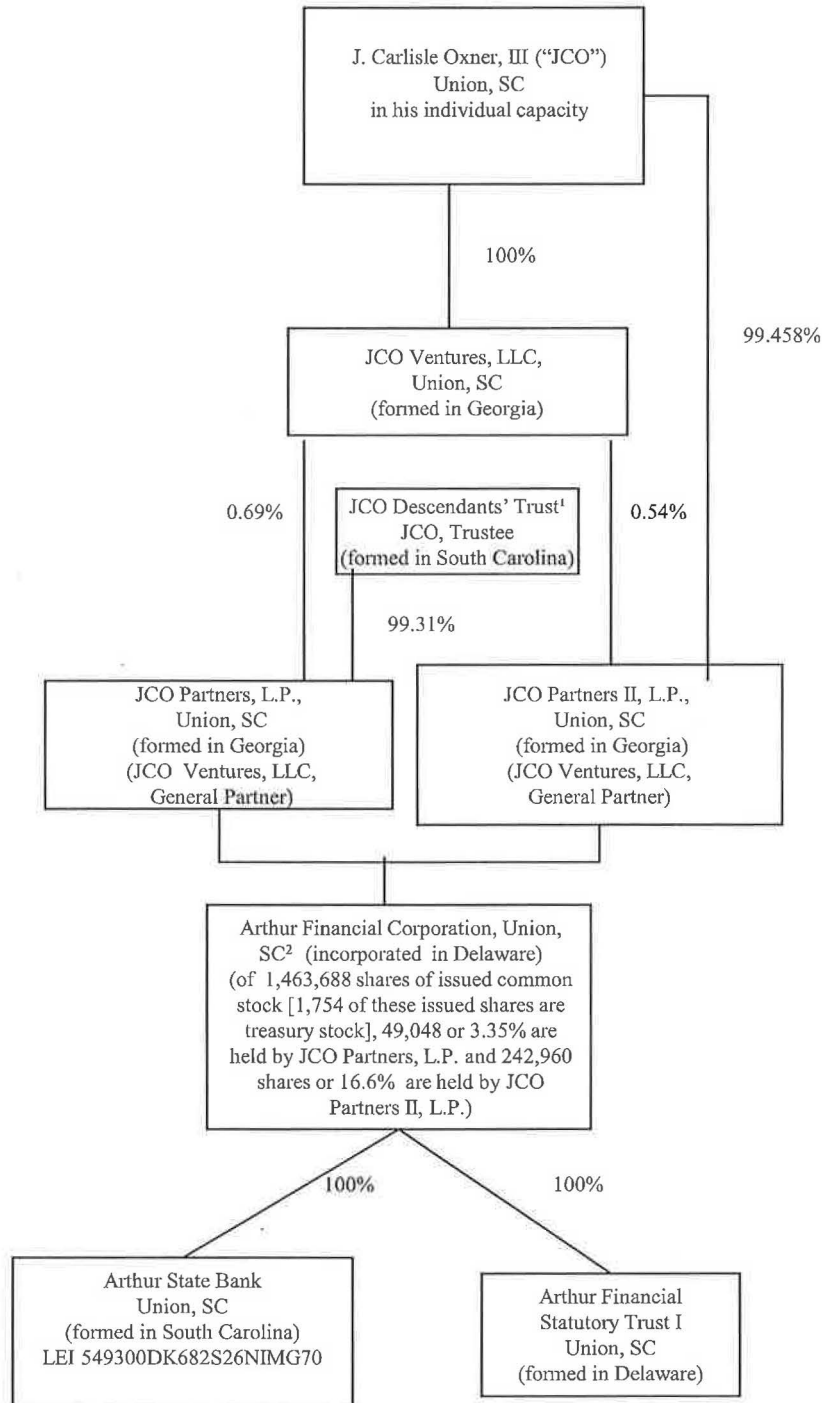 J. Carlisle Oxner, III (“JCO”)
Union, SC
in his individual capacity
100%
99.458%
JCO Ventures, LLC,
Union, SC
(formed in Georgia)
0.69%
JCO Descendants’ Trust¹
JCO, Trustee
(formed in South Carolina)
0.54%
99.31%
JCO Partners, L.P.,
Union, SC
(formed in Georgia)
(JCO Ventures, LLC,
General Partner)
JCO Partners II, L.P.,
Union, SC
(formed in Georgia)
(JCO Ventures, LLC,
General Partner)
Arthur Financial Corporation, Union,
SC² (incorporated in Delaware)
(of 1,463,688 shares of issued common
stock [1,754 of these issued shares are
treasury stock], 49,048 or 3.35% are
held by JCO Partners, L.P. and 242,960
shares or 16.6% are held by JCO
Partners II, L.P.)
100%
100%
Arthur State Bank
Union, SC
(formed in South Carolina)
LEI 549300DK682S26NIMG70
Arthur Financial
Statutory Trust I
Union, SC
(formed in Delaware)